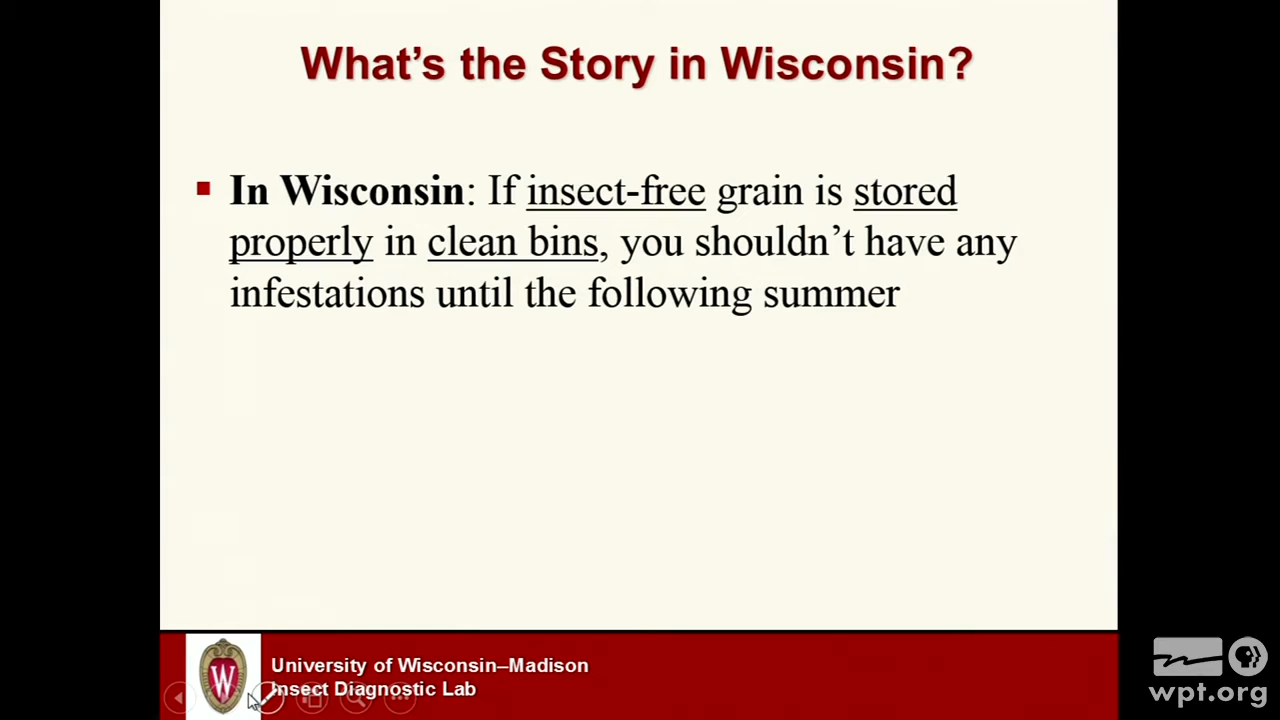 What's the Story in Wisconsin?
In Wisconsin: If insect-free grain is stored
properly in clean bins, you shouldn't have any
infestations until the following summer
W
University of Wisconsin–Madison
Insect Diagnostic Lab
PBS
wpt.org